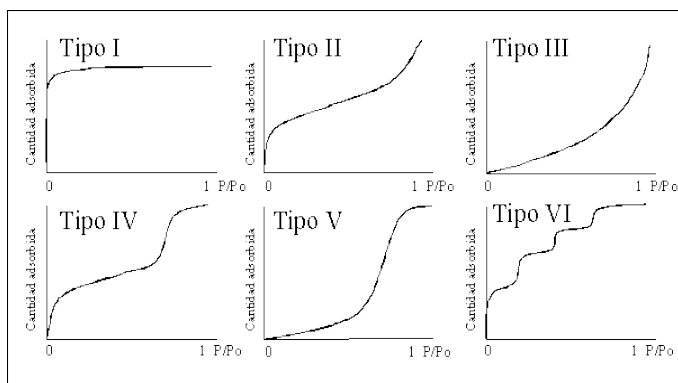 Tipo I
Cantidad adsorbida
0 1 P/Po
Tipo II
Cantidad adsorbida
0 1 P/Po
Tipo III
Cantidad adsorbida
0 1 P/Po
Tipo IV
Cantidad adsorbida
0 1 P/Po
Tipo V
Cantidad adsorbida
0 1 P/Po
Tipo VI
Cantidad adsorbida
0 1 P/Po